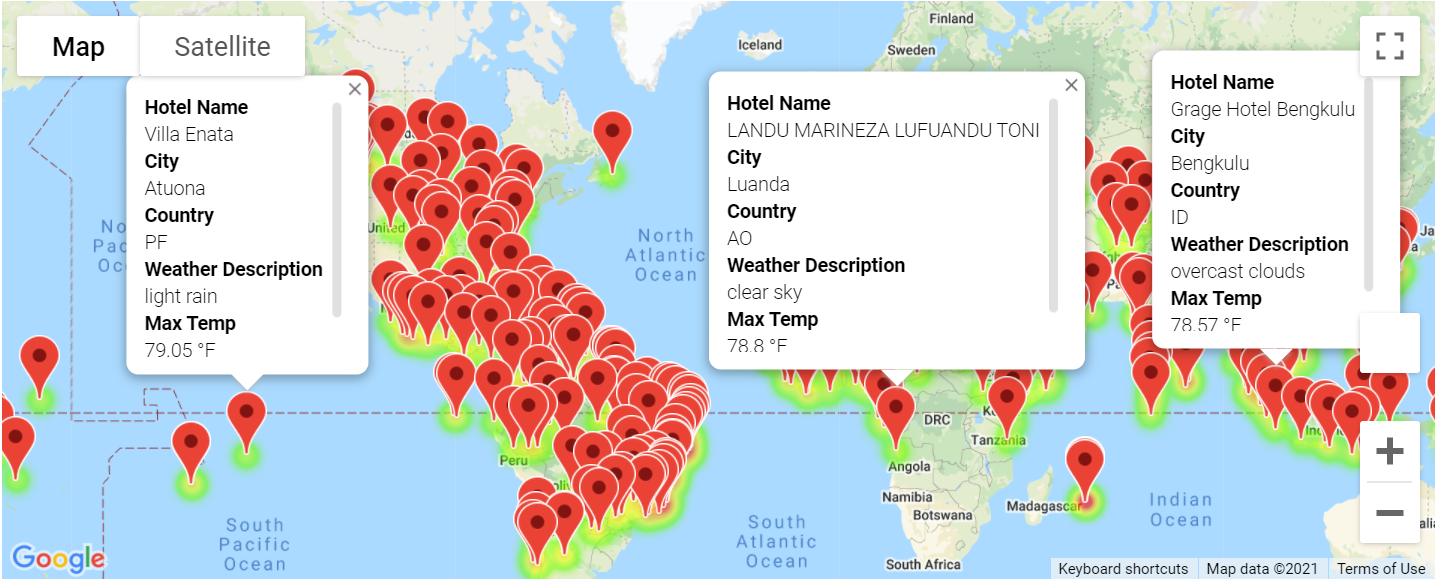 Map
Satellite
Hotel Name
Villa Enata
City
Atuona
Country
PF
Weather Description
light rain
Max Temp
79.05 °F
Hotel Name
LANDU MARINEZA LUFUANDU TONI
City
Luanda
Country
AO
Weather Description
clear sky
Max Temp
78.8 °F
Hotel Name
Grage Hotel Bengkulu
City
Bengkulu
Country
ID
Weather Description
overcast clouds
Max Temp
78.57 °F
Finland
Iceland
Sweden
United
North
Atlantic
Ocean
DRC
Tanzania
Peru
Angola
Namibia
Botswana
Madagascar
South Africa
Indian
Ocean
South
Pacific
Ocean
South
Atlantic
Ocean
Google
Keyboard shortcuts
Map data ©2021
Terms of Use